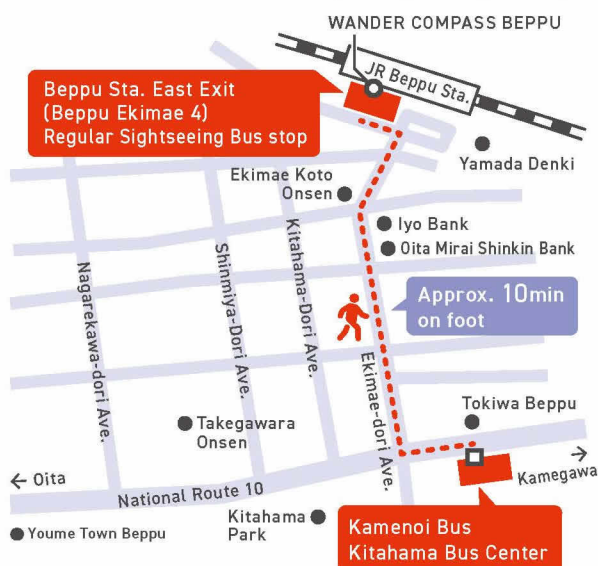 WANDER COMPASS BEPPU
JR Beppu Sta.
Beppu Sta. East Exit
(Beppu Ekimae 4)
Regular Sightseeing Bus stop
Yamada Denki
Ekimae Koto
Onsen
Iyo Bank
Oita Mirai Shinkin Bank
Nagarekawa-dori Ave.
Shinmiya-Dori Ave.
Kitahama-Dori Ave.
Approx. 10min
on foot
Ekimae-dori Ave.
Tokiwa Beppu
Takegawara
Onsen
← Oita
National Route 10
Kamegawa →
Youme Town Beppu
Kitahama
Park
Kamenoi Bus
Kitahama Bus Center